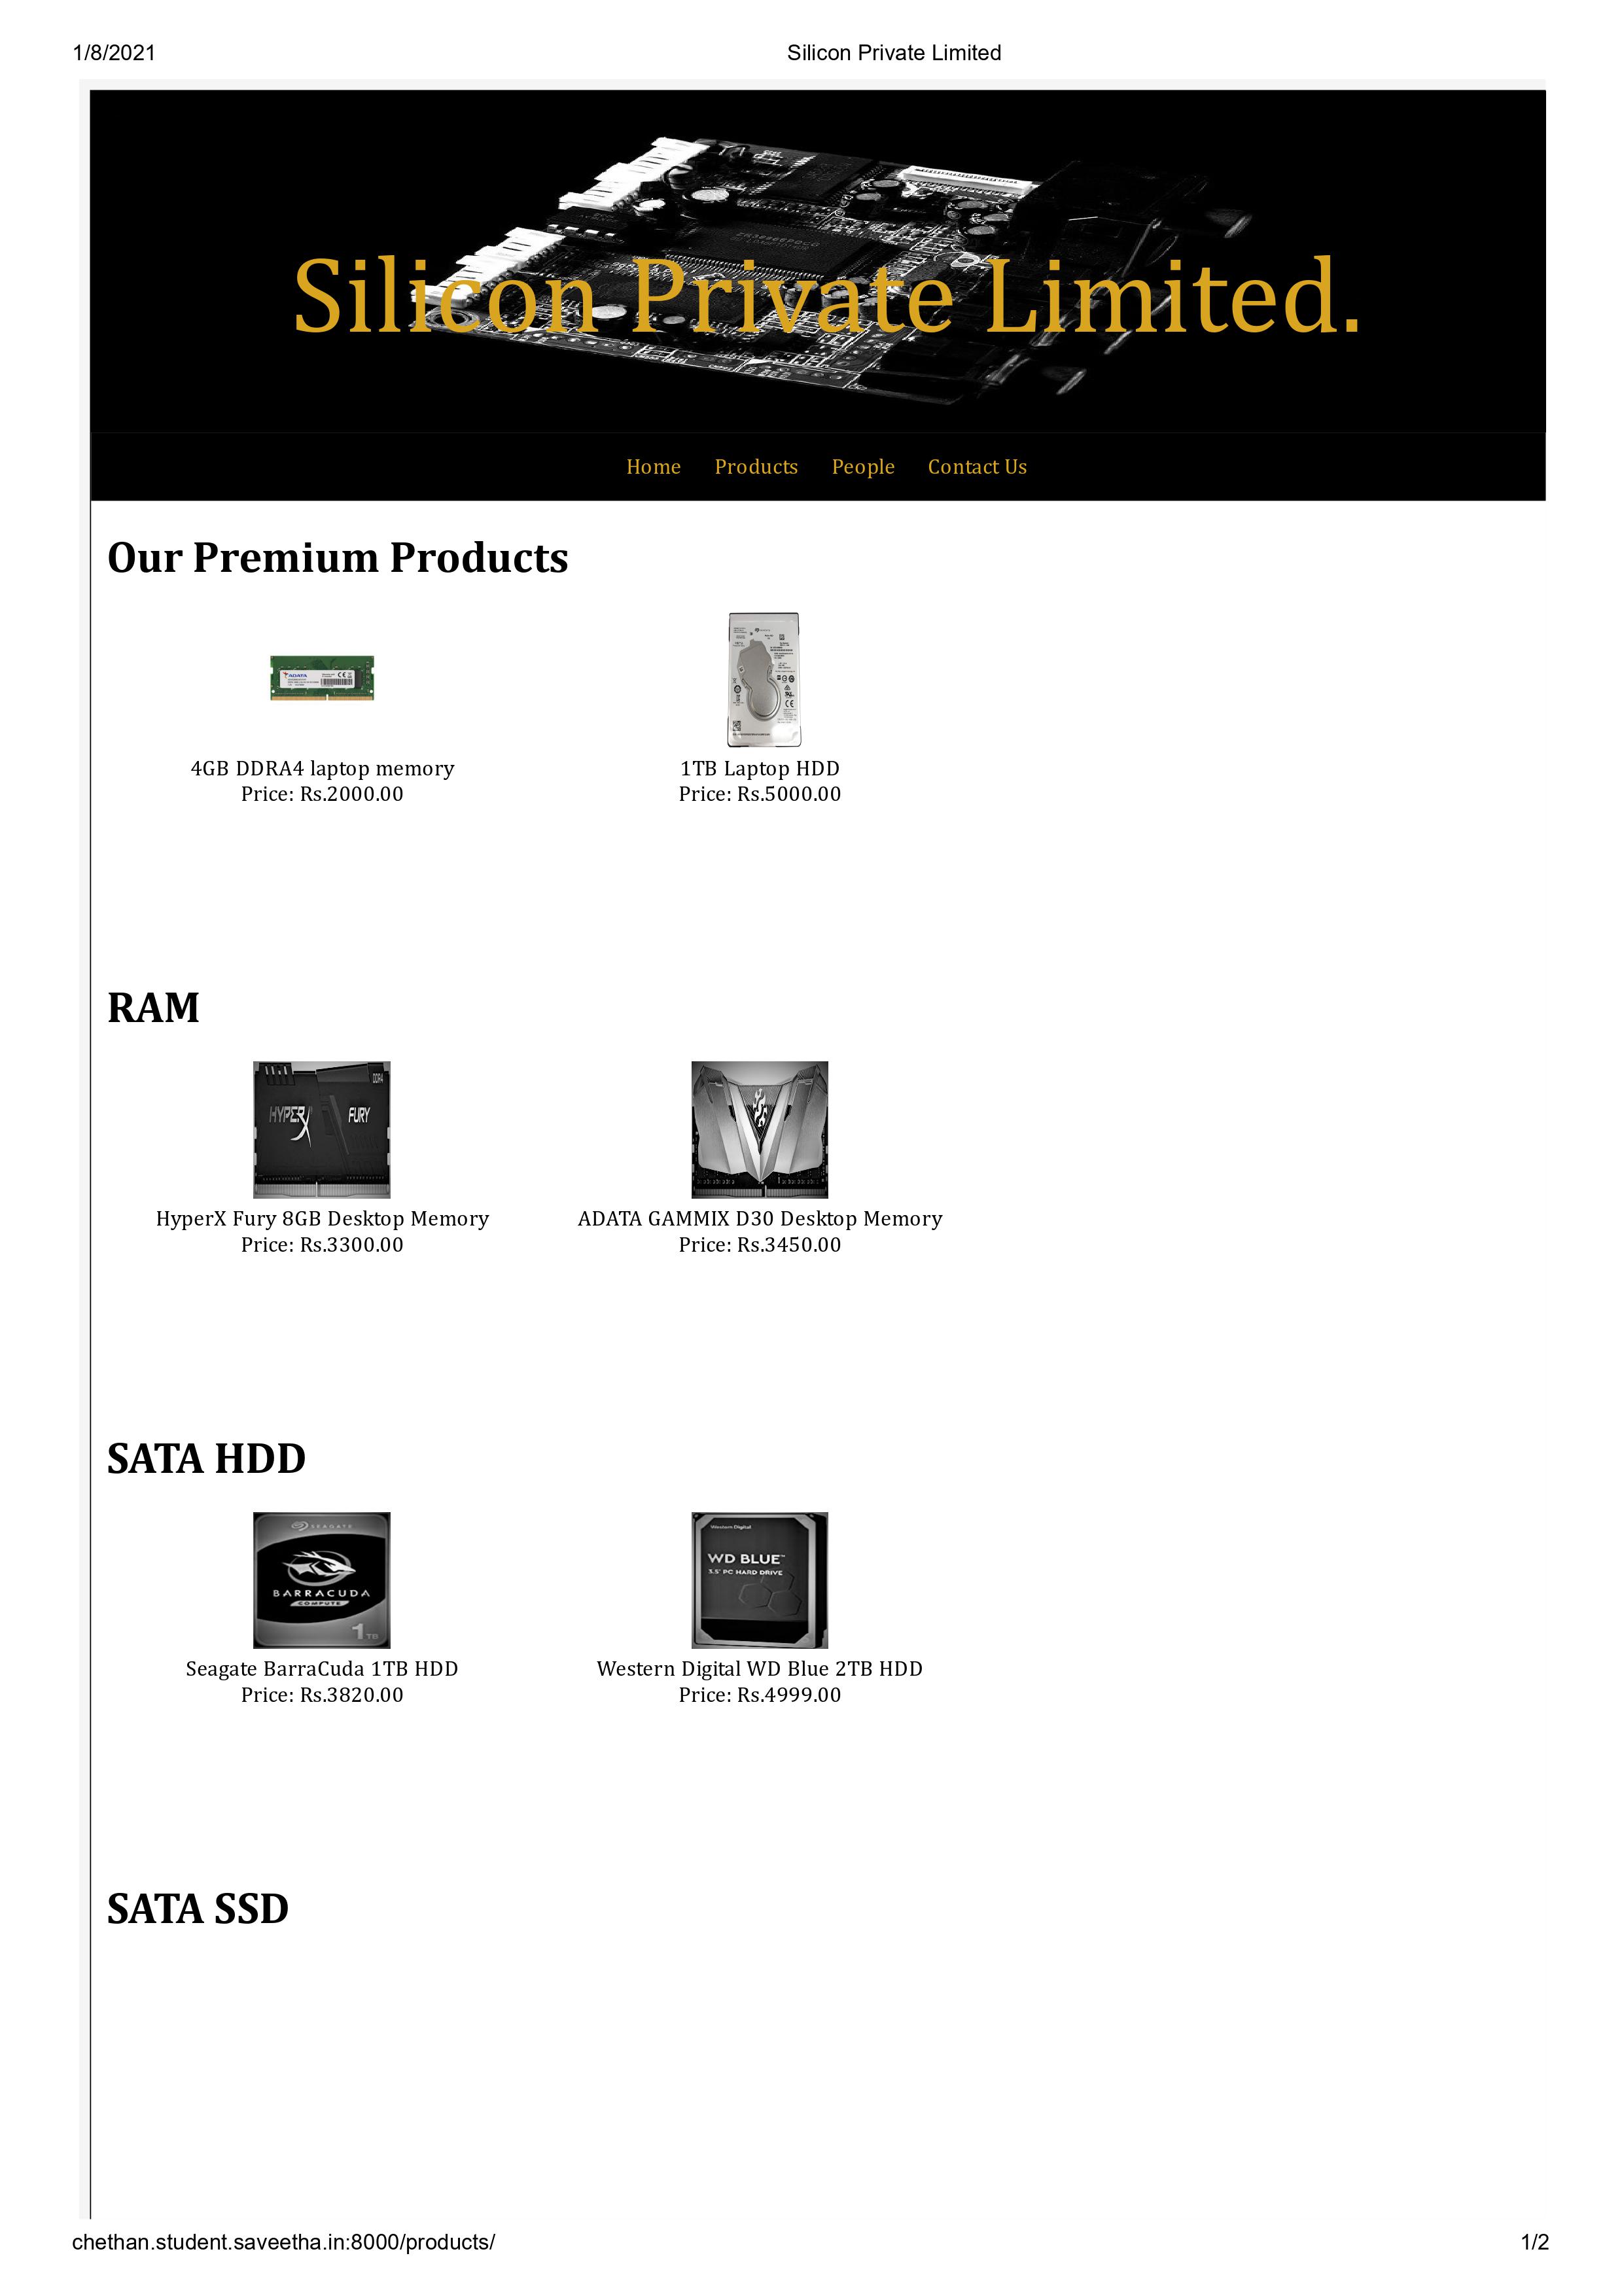 1/8/2021 Silicon Private Limited
Silicon Private Limited.
Home Products People Contact Us
Our Premium Products
ADATA
4GB DDRA4 laptop memory
Price: Rs.2000.00
1TB Laptop HDD
Price: Rs.5000.00
RAM
HYPERX FURY
DDR4
HyperX Fury 8GB Desktop Memory
Price: Rs.3300.00
ADATA GAMMIX D30 Desktop Memory
Price: Rs.3450.00
SATA HDD
SEAGATE
BARRACUDA
COMPUTE
1TB
Seagate BarraCuda 1TB HDD
Price: Rs.3820.00
Western Digital
WD BLUE™
3.5" PC HARD DRIVE
Western Digital WD Blue 2TB HDD
Price: Rs.4999.00
SATA SSD
chethan.student.saveetha.in:8000/products/ 1/2